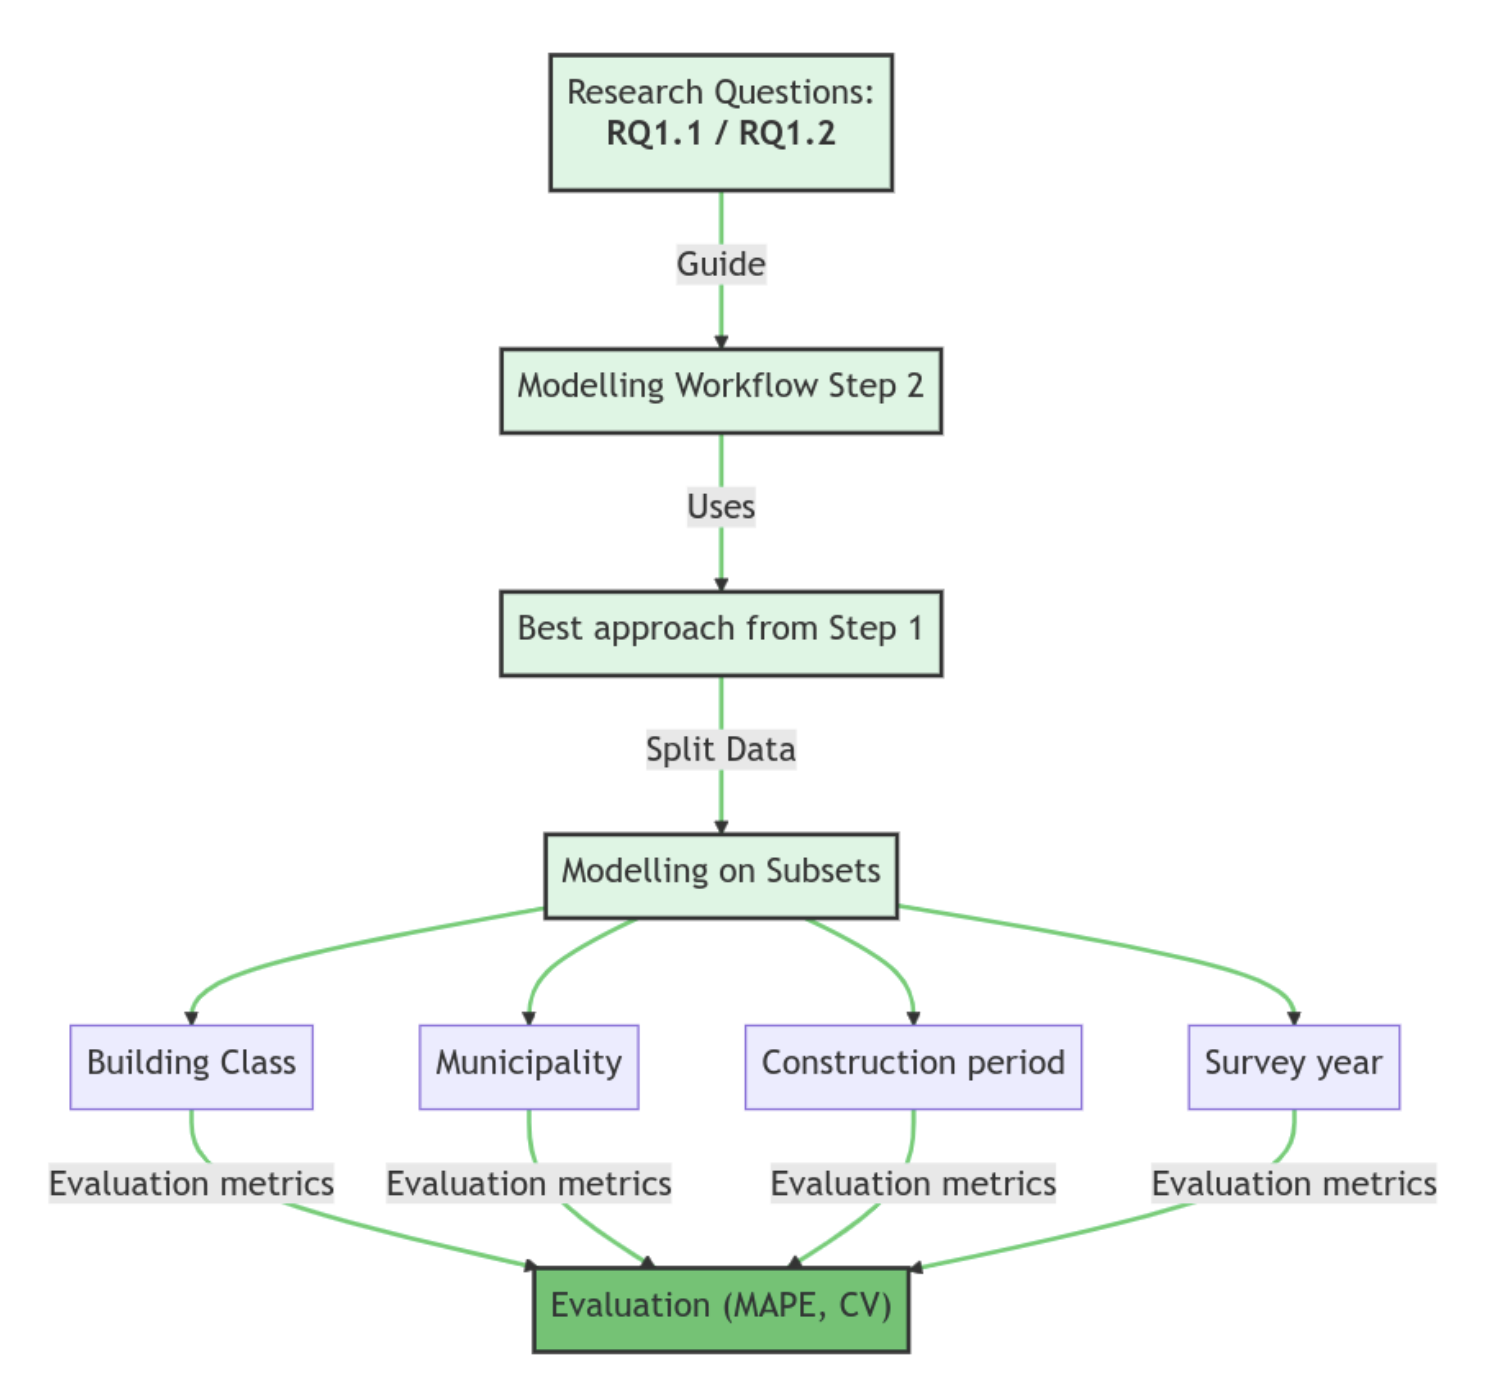 Research Questions:
RQ1.1 / RQ1.2
Guide
Modelling Workflow Step 2
Uses
Best approach from Step 1
Split Data
Modelling on Subsets
Building Class
Municipality
Construction period
Survey year
Evaluation metrics
Evaluation metrics
Evaluation metrics
Evaluation metrics
Evaluation (MAPE, CV)